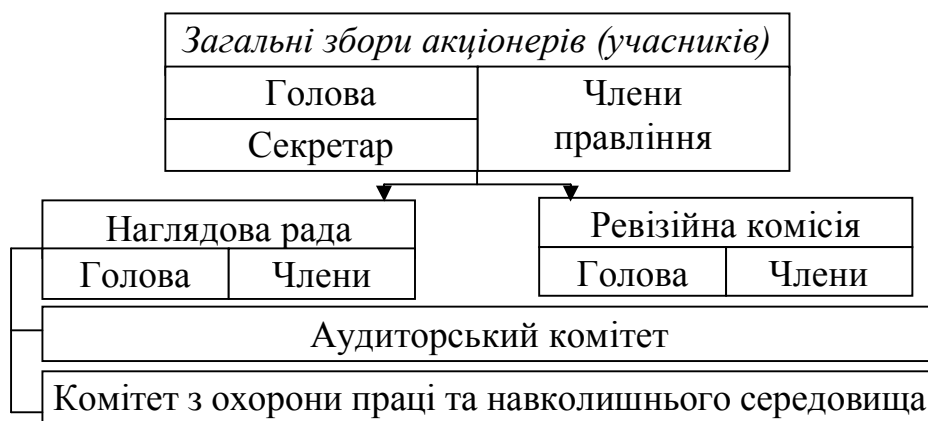 Загальні збори акціонерів (учасників)
Голова
Секретар
Члени
правління
Наглядова рада
Голова
Члени
Ревізійна комісія
Голова
Члени
Аудиторський комітет
Комітет з охорони праці та навколишнього середовища